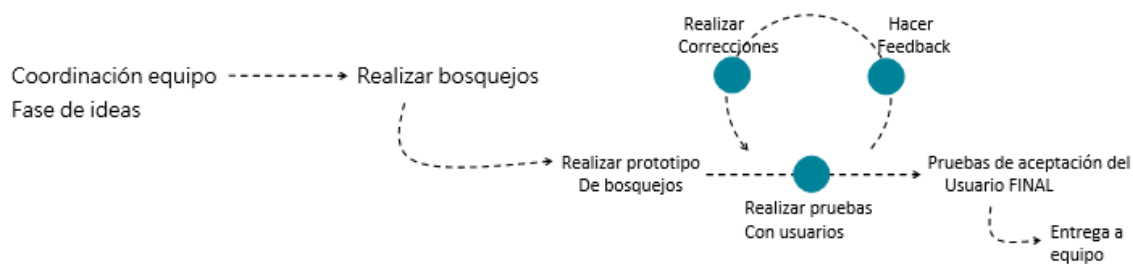 Coordinación equipo
Fase de ideas
Realizar bosquejos
Realizar prototipo
De bosquejos
Realizar
Correcciones
Hacer
Feedback
Realizar pruebas
Con usuarios
Pruebas de aceptación del
Usuario FINAL
Entrega a
equipo